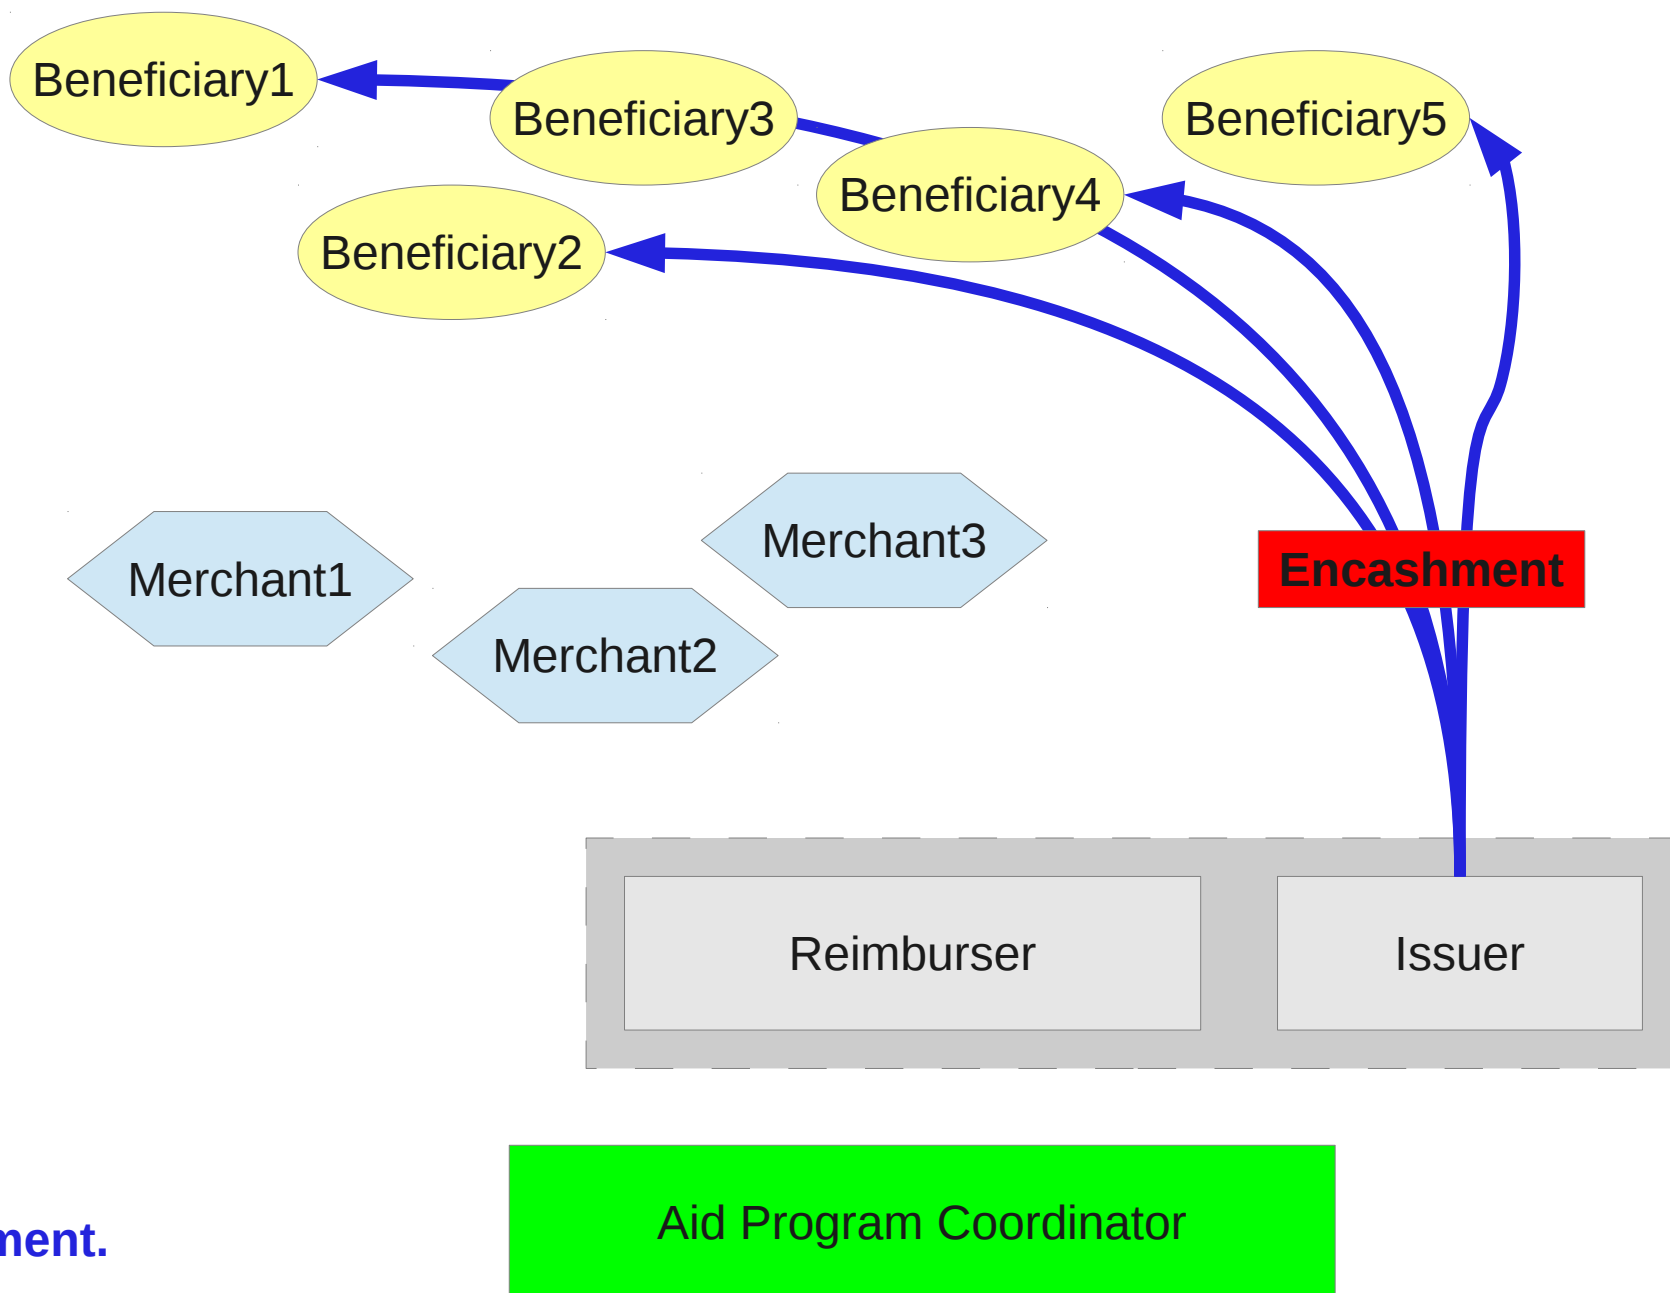 Beneficiary1
Beneficiary3
Beneficiary5
Beneficiary4
Beneficiary2
Merchant3
Encashment
Merchant1
Merchant2
Reimburser
Issuer
Aid Program Coordinator
ment.